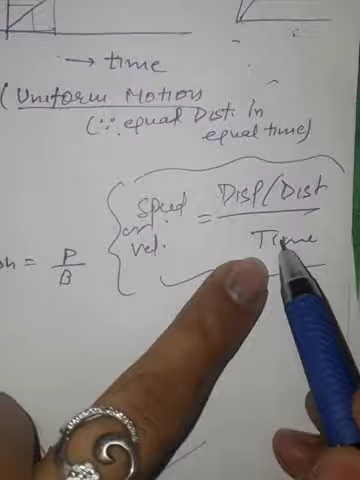 → time
(Uniform Motion
(∵ equal Dist. in
equal time)
Speed or vel. = Disp/Dist
Time
= P
B